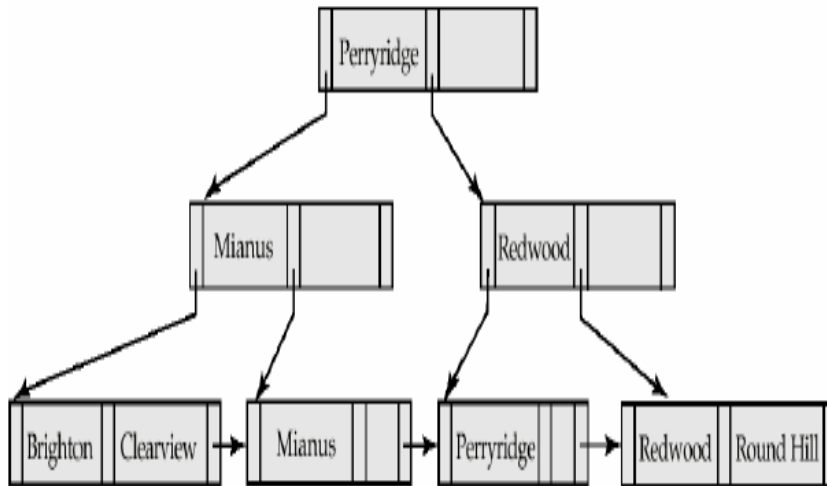 Perryridge
Mianus
Redwood
Brighton
Clearview
Mianus
Perryridge
Redwood
Round Hill